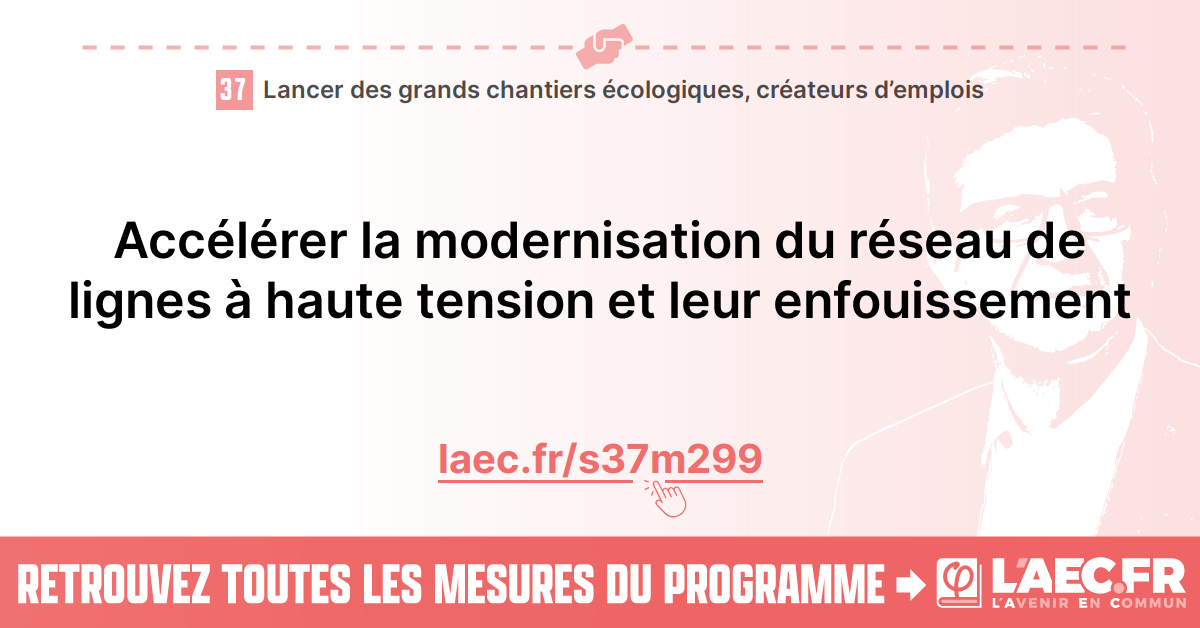 37 Lancer des grands chantiers écologiques, créateurs d’emplois
Accélérer la modernisation du réseau de
lignes à haute tension et leur enfouissement
laec.fr/s37m299
RETROUVEZ TOUTES LES MESURES DU PROGRAMME
L'AEC.FR
L'AVENIR EN COMMUN